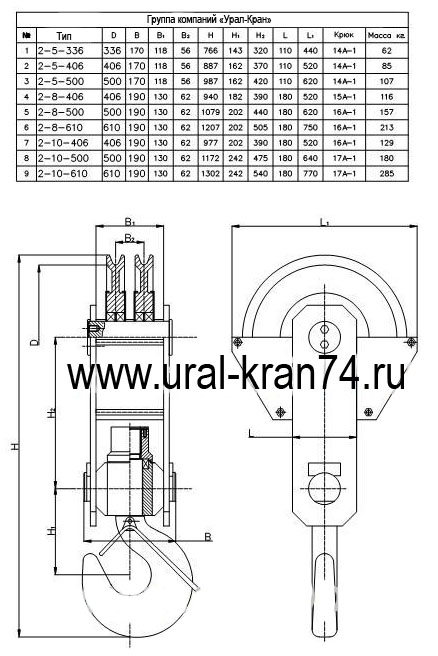 Группа компаний «Урал-Кран»
№ Тип D B B₁ B₂ H H₁ H₂ L L₁ Крюк Масса кг.
1 2-5-336 336 170 118 56 766 143 320 110 440 14А-1 62
2 2-5-406 406 170 118 56 887 162 370 110 520 14А-1 85
3 2-5-500 500 170 118 56 987 162 420 110 620 14А-1 107
4 2-8-406 406 190 130 62 940 182 390 180 520 15А-1 116
5 2-8-500 500 190 130 62 1079 202 440 180 620 16А-1 157
6 2-8-610 610 190 130 62 1207 202 505 180 750 16А-1 213
7 2-10-406 406 190 130 62 977 202 390 180 520 16А-1 129
8 2-10-500 500 190 130 62 1172 242 475 180 640 17А-1 180
9 2-10-610 610 190 130 62 1302 242 540 180 770 17А-1 285
B₁
L₁
B₂
D
www.ural-kran74.ru
H₂
H
L
H₁
B